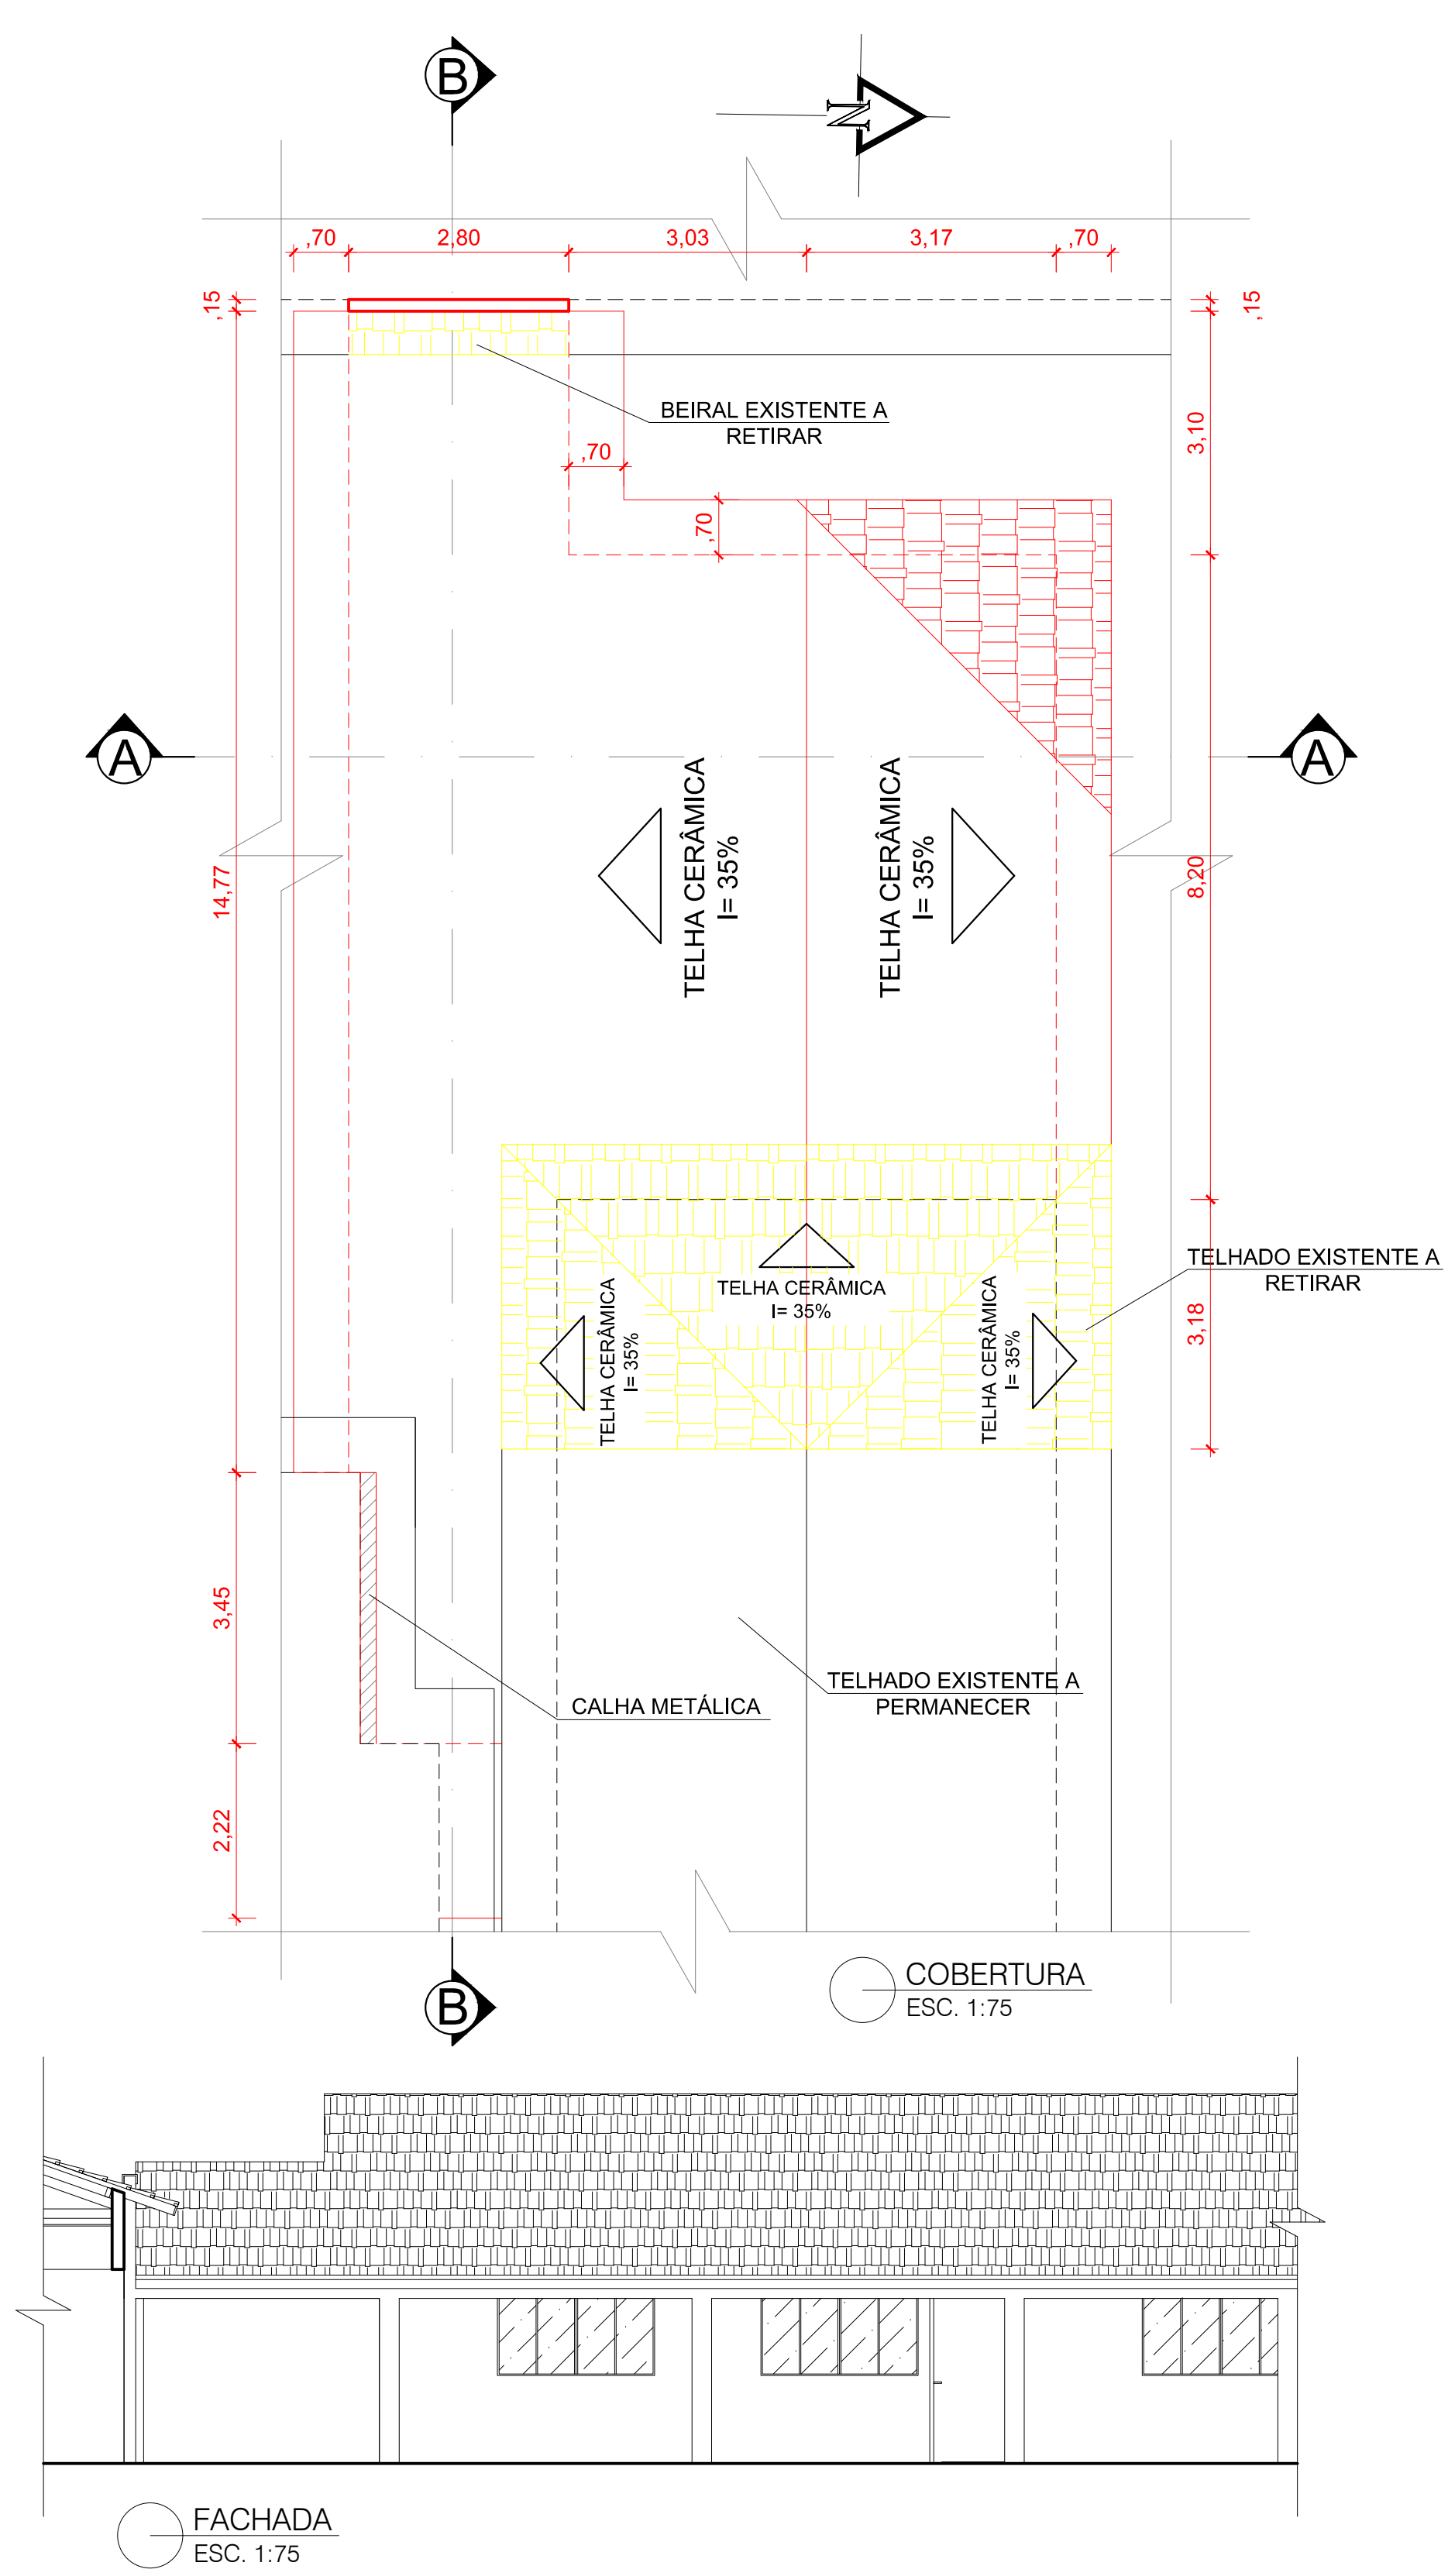 B
N
,70
2,80
3,03
3,17
,70
,15
,15
BEIRAL EXISTENTE A
RETIRAR
,70
3,10
,70
A
A
TELHA CERÂMICA
I= 35%
TELHA CERÂMICA
I= 35%
14,77
8,20
TELHADO EXISTENTE A
RETIRAR
TELHA CERÂMICA
I= 35%
TELHA CERÂMICA
I= 35%
TELHA CERÂMICA
I= 35%
3,18
3,45
TELHADO EXISTENTE A
PERMANECER
CALHA METÁLICA
2,22
COBERTURA
ESC. 1:75
B
FACHADA
ESC. 1:75